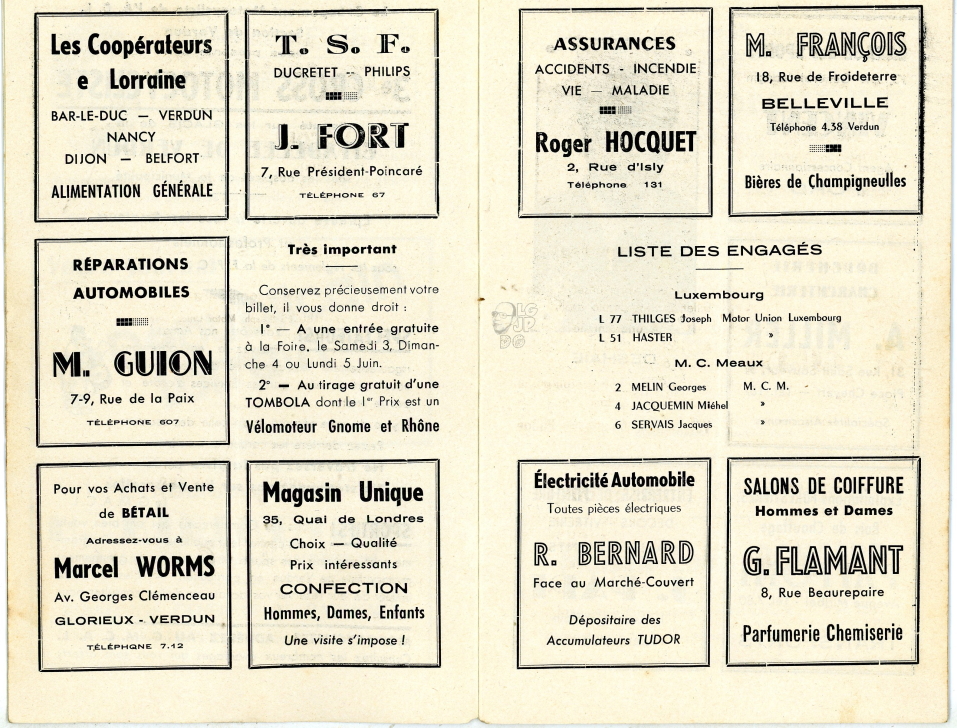 Les Coopérateurs
e Lorraine
BAR-LE-DUC — VERDUN
NANCY
DIJON — BELFORT
ALIMENTATION GÉNÉRALE
T. S. F.
DUCRETET - PHILIPS
J. FORT
7, Rue Président-Poincaré
TÉLÉPHONE 67
RÉPARATIONS
AUTOMOBILES
M. GUION
7-9, Rue de la Paix
TÉLÉPHONE 607
Très important
Conservez précieusement votre
billet, il vous donne droit :
1° — A une entrée gratuite
à la Foire, le Samedi 3, Diman-
che 4 ou Lundi 5 Juin.
2° — Au tirage gratuit d'une
TOMBOLA dont le 1er Prix est un
Vélomoteur Gnome et Rhône
Pour vos Achats et Vente
de BÉTAIL
Adressez-vous à
Marcel WORMS
Av. Georges Clémenceau
GLORIEUX - VERDUN
TÉLÉPHONE 7.12
Magasin Unique
35, Quai de Londres
Choix — Qualité
Prix intéressants
CONFECTION
Hommes, Dames, Enfants
Une visite s'impose !
ASSURANCES
ACCIDENTS - INCENDIE
VIE — MALADIE
Roger HOCQUET
2, Rue d'Isly
Téléphone 131
M. FRANÇOIS
18, Rue de Froideterre
BELLEVILLE
Téléphone 4.38 Verdun
Bières de Champigneulles
LISTE DES ENGAGÉS
Luxembourg
L 77 THILGES Joseph Motor Union Luxembourg
L 51 HASTER »
M. C. Meaux
2 MELIN Georges M. C. M.
4 JACQUEMIN Miéhel »
6 SERVAIS Jacques »
Électricité Automobile
Toutes pièces électriques
R. BERNARD
Face au Marché-Couvert
Dépositaire des
Accumulateurs TUDOR
SALONS DE COIFFURE
Hommes et Dames
G. FLAMANT
8, Rue Beaurepaire
Parfumerie Chemiserie